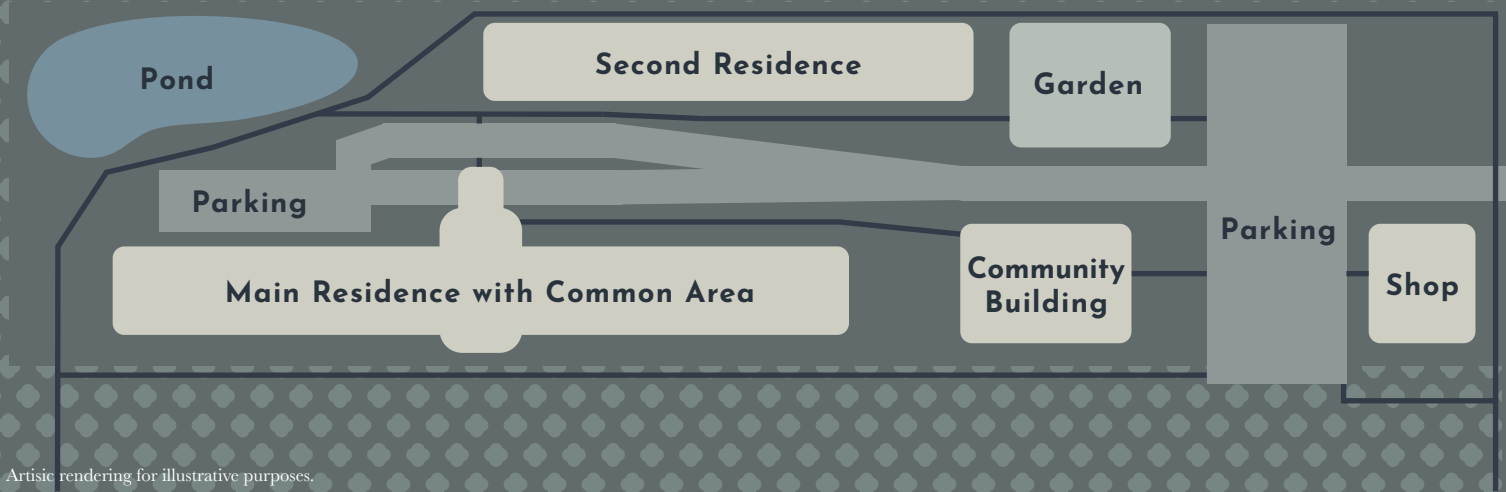 Pond
Second Residence
Garden
Parking
Parking
Main Residence with Common Area
Community
Building
Shop
Artisic rendering for illustrative purposes.